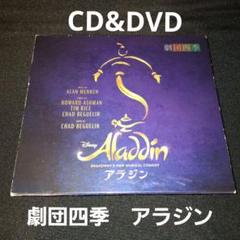 CD&DVD
劇団四季
MUSIC BY
ALAN MENKEN
LYRICS BY
HOWARD ASHMAN
TIM RICE
CHAD BEGUELIN
BOOK BY
CHAD BEGUELIN
Disney
Aladdin
BROADWAY'S NEW MUSICAL COMEDY
アラジン
劇団四季 アラジン